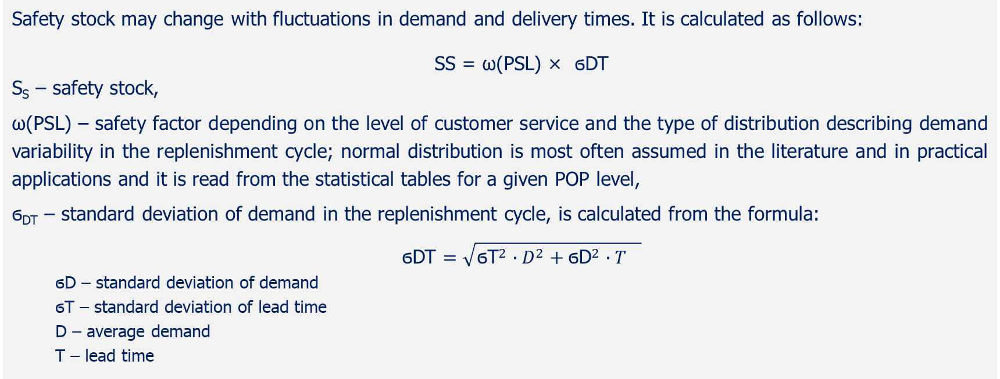 Safety stock may change with fluctuations in demand and delivery times. It is calculated as follows:
SS = ω(PSL) × ϭDT
S_S – safety stock,
ω(PSL) – safety factor depending on the level of customer service and the type of distribution describing demand
variability in the replenishment cycle; normal distribution is most often assumed in the literature and in practical
applications and it is read from the statistical tables for a given POP level,
ϭ_DT – standard deviation of demand in the replenishment cycle, is calculated from the formula:
ϭDT = √(ϭT² · D² + ϭD² · T)
ϭD – standard deviation of demand
ϭT – standard deviation of lead time
D – average demand
T – lead time